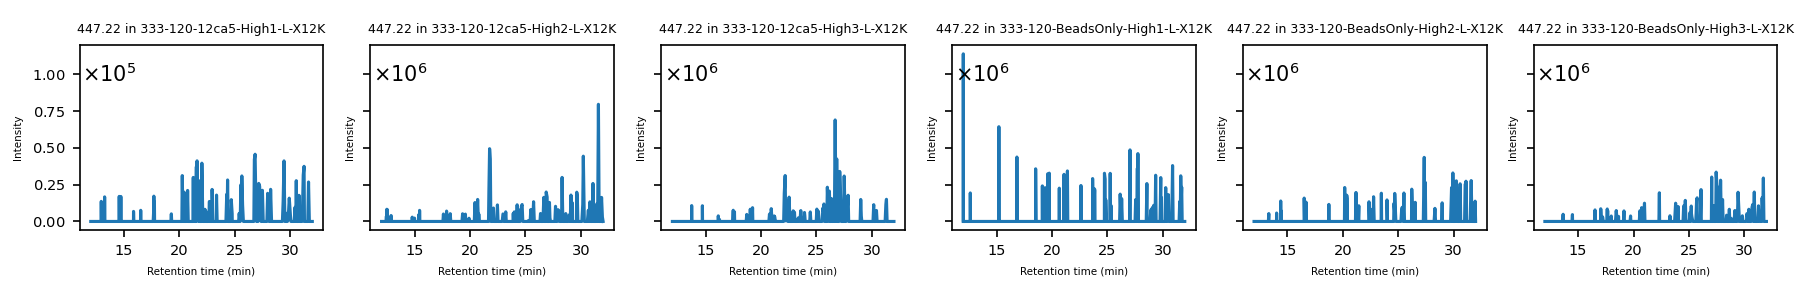 447.22 in 333-120-12ca5-High1-L-X12K
447.22 in 333-120-12ca5-High2-L-X12K
447.22 in 333-120-12ca5-High3-L-X12K
447.22 in 333-120-BeadsOnly-High1-L-X12K
447.22 in 333-120-BeadsOnly-High2-L-X12K
447.22 in 333-120-BeadsOnly-High3-L-X12K
×10⁵
×10⁶
×10⁶
×10⁶
×10⁶
×10⁶
1.00
0.75
0.50
0.25
0.00
Intensity
Intensity
Intensity
Intensity
Intensity
Intensity
15 20 25 30
15 20 25 30
15 20 25 30
15 20 25 30
15 20 25 30
15 20 25 30
Retention time (min)
Retention time (min)
Retention time (min)
Retention time (min)
Retention time (min)
Retention time (min)